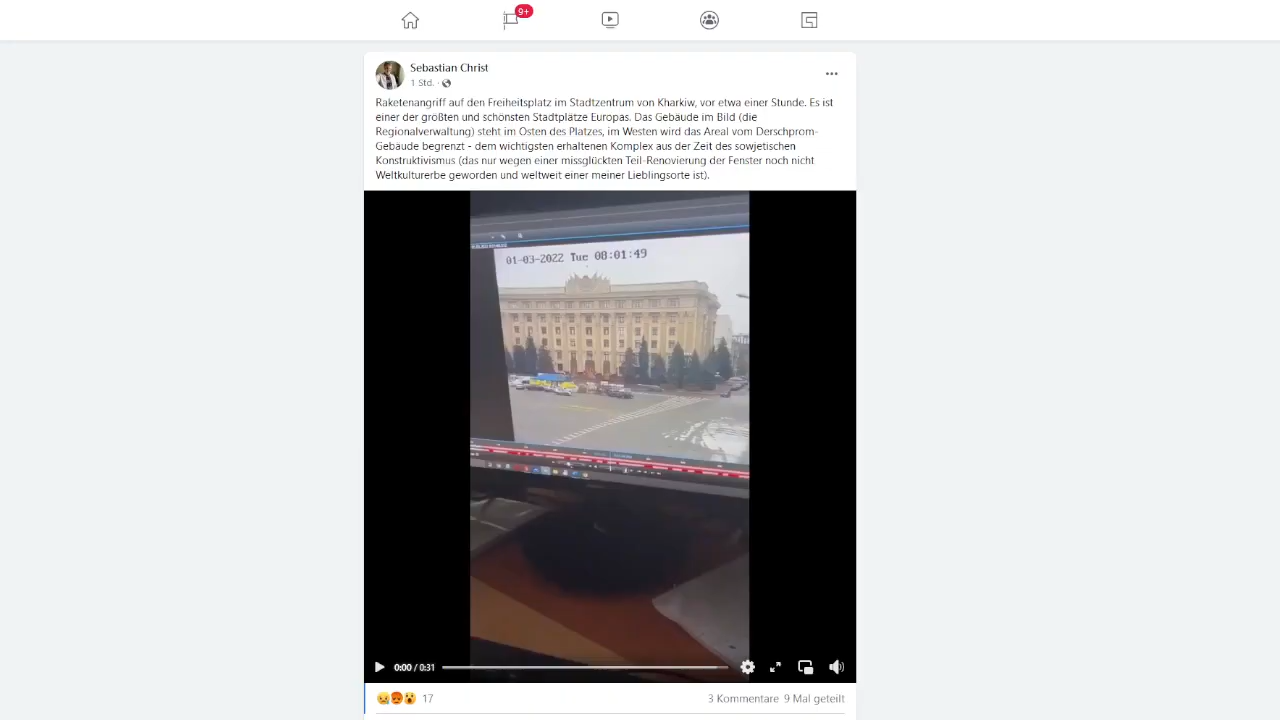 9+
Sebastian Christ
1 Std. ·
Raketenangriff auf den Freiheitsplatz im Stadtzentrum von Kharkiw, vor etwa einer Stunde. Es ist
einer der größten und schönsten Stadtplätze Europas. Das Gebäude im Bild (die
Regionalverwaltung) steht im Osten des Platzes, im Westen wird das Areal vom Derschprom-
Gebäude begrenzt - dem wichtigsten erhaltenen Komplex aus der Zeit des sowjetischen
Konstruktivismus (das nur wegen einer missglückten Teil-Renovierung der Fenster noch nicht
Weltkulturerbe geworden und weltweit einer meiner Lieblingsorte ist).
01-03-2022 Tue 08:01:49
0:00 / 0:31
17
3 Kommentare 9 Mal geteilt